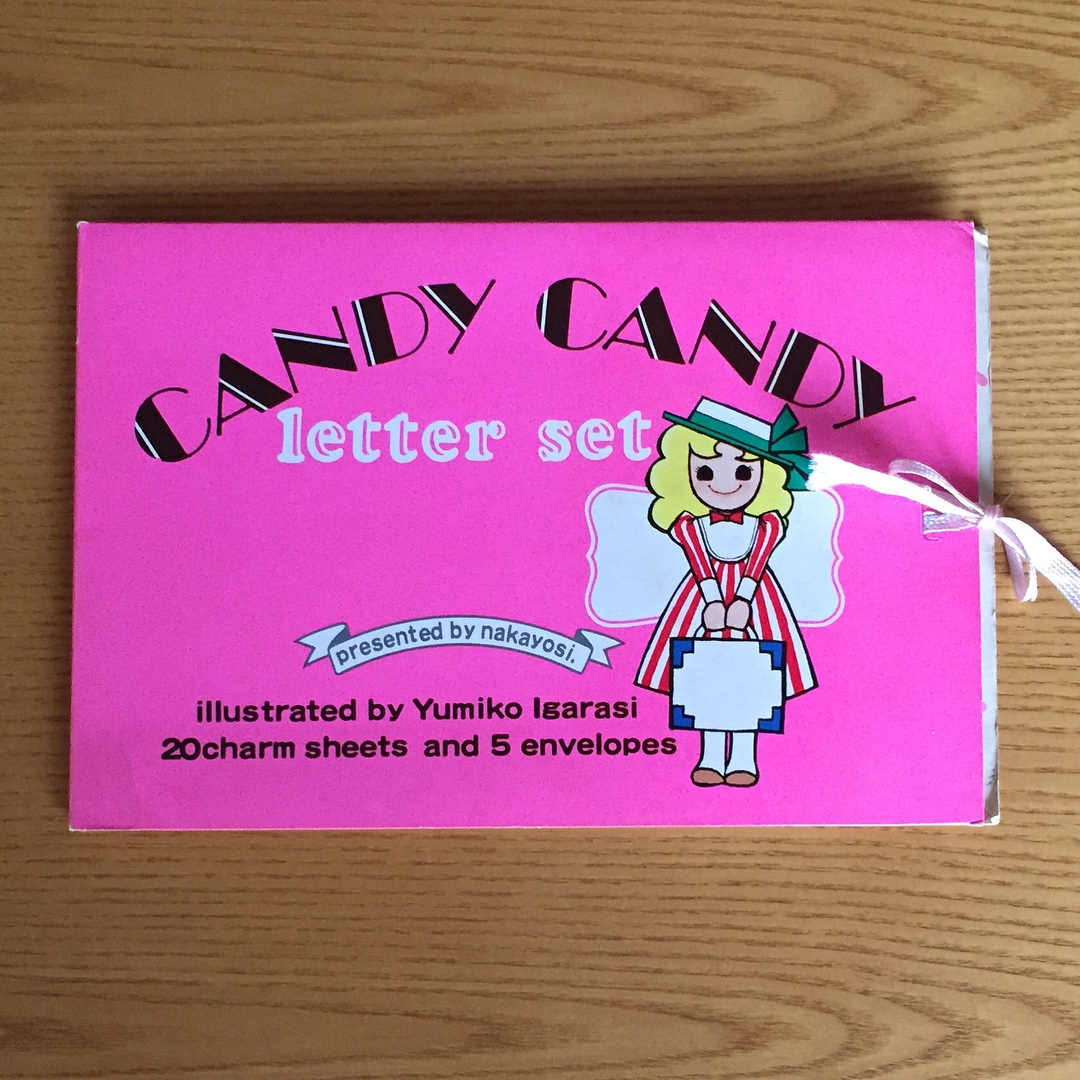 CANDY CANDY
letter set
presented by nakayosi.
illustrated by Yumiko Igarasi
20charm sheets and 5 envelopes